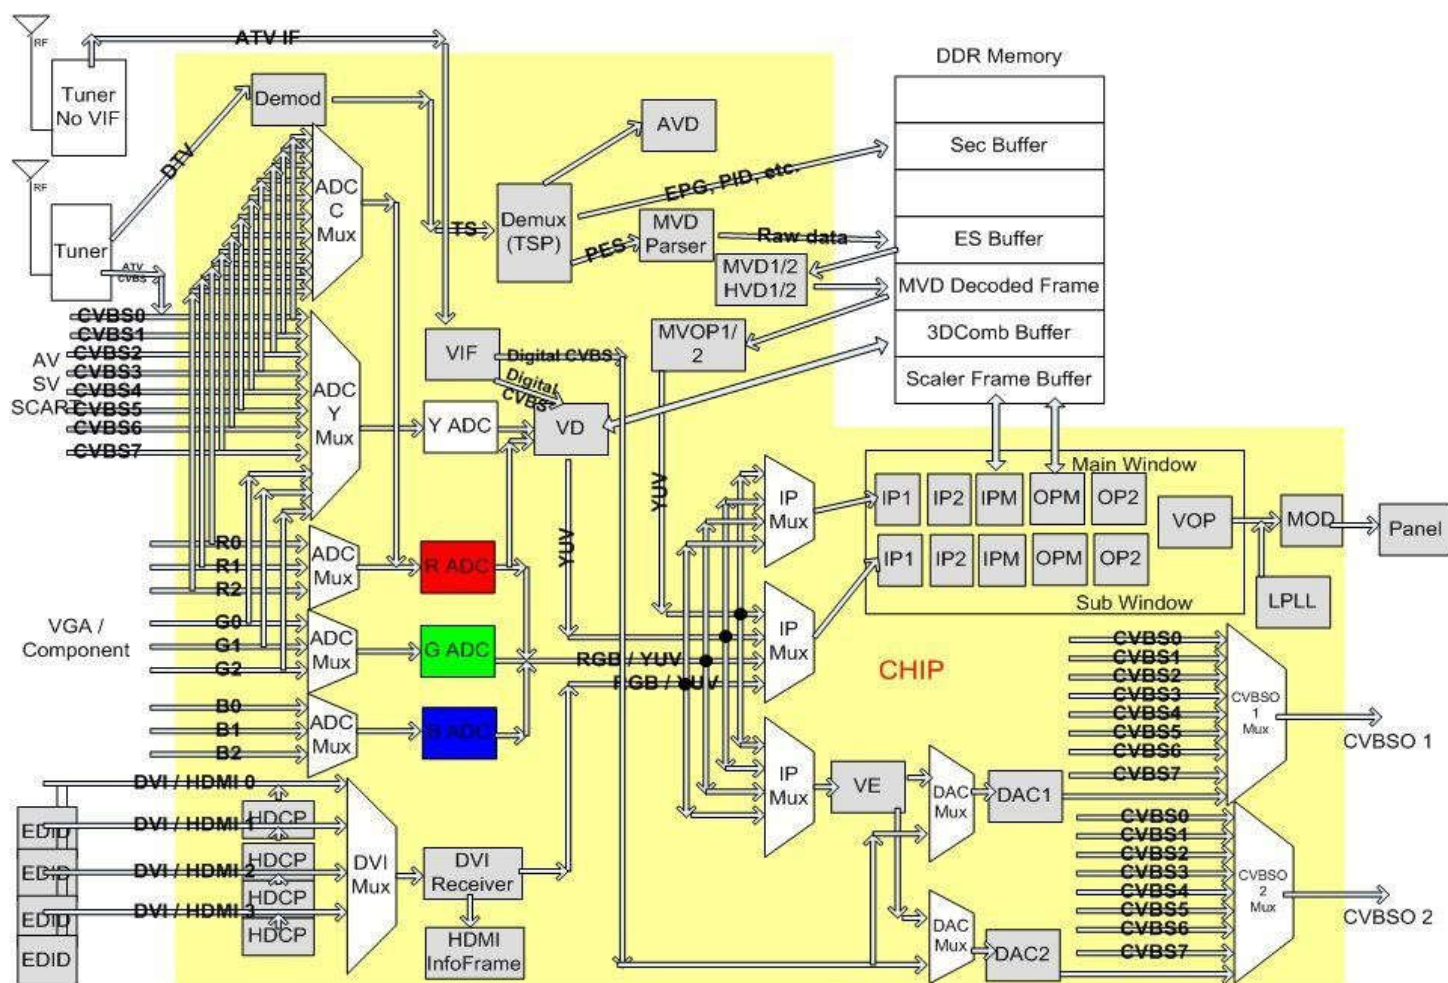 ATV IF
RF
Tuner
No VIF
Demod
DDR Memory
AVD
Sec Buffer
DTV
RF
ADC
C
Mux
EPG, PID, etc.
Tuner
TS
Demux
(TSP)
PES
MVD
Parser
Raw data
ES Buffer
ATV
CVBS
MVD1/2
HVD1/2
MVD Decoded Frame
MVOP1/
2
3DComb Buffer
Scaler Frame Buffer
CVBS0
CVBS1
CVBS2
CVBS3
CVBS4
CVBS5
CVBS6
CVBS7
AV
SV
SCART
ADC
Y
Mux
VIF
Digital CVBS
Digital
CVBS
Y ADC
VD
YUV
YUV
Main Window
IP
Mux
IP1
IP2
IPM
OPM
OP2
VOP
MOD
Panel
IP1
IP2
IPM
OPM
OP2
Sub Window
LPLL
R0
R1
R2
ADC
Mux
R ADC
VGA /
Component
G0
G1
G2
ADC
Mux
G ADC
RGB / YUV
RGB / YUV
IP
Mux
CHIP
B0
B1
B2
ADC
Mux
B ADC
CVBS0
CVBS1
CVBS2
CVBS3
CVBS4
CVBS5
CVBS6
CVBS7
CVBSO
1
Mux
CVBSO 1
DVI / HDMI 0
DVI / HDMI 1
DVI / HDMI 2
DVI / HDMI 3
EDID
EDID
EDID
EDID
HDCP
HDCP
HDCP
HDCP
DVI
Mux
DVI
Receiver
HDMI
InfoFrame
IP
Mux
VE
DAC
Mux
DAC1
DAC
Mux
DAC2
CVBS0
CVBS1
CVBS2
CVBS3
CVBS4
CVBS5
CVBS6
CVBS7
CVBSO
2
Mux
CVBSO 2